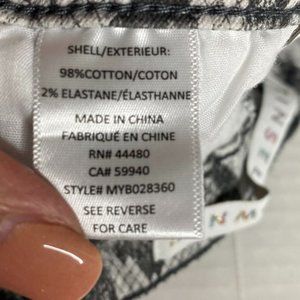 SHELL/EXTERIEUR:
98%COTTON/COTON
2% ELASTANE/ÉLASTHANNE
MADE IN CHINA
FABRIQUÉ EN CHINE
RN# 44480
CA# 59940
STYLE# MYB028360
SEE REVERSE
FOR CARE